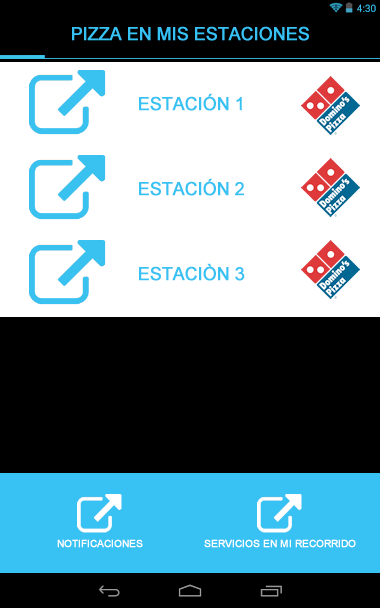 4:30
PIZZA EN MIS ESTACIONES
ESTACIÓN 1
Domino's
Pizza
ESTACIÓN 2
Domino's
Pizza
ESTACIÒN 3
Domino's
Pizza
NOTIFICACIONES
SERVICIOS EN MI RECORRIDO